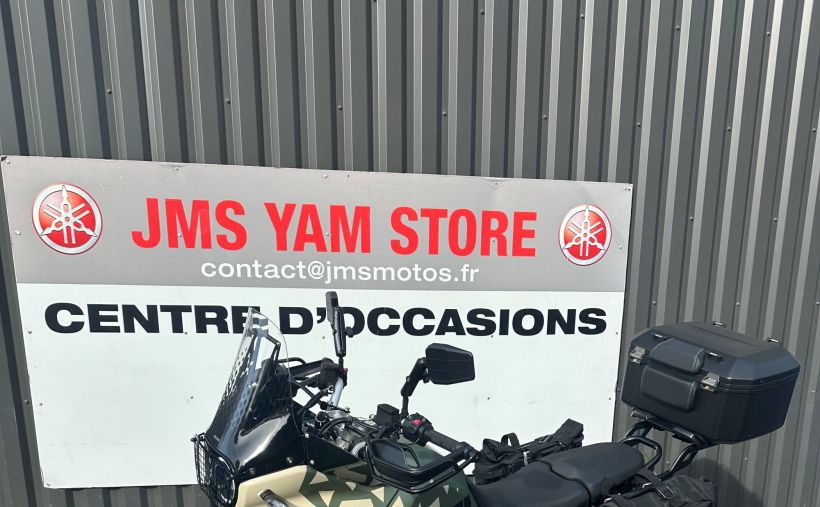 JMS YAM STORE
contact@jmsmotos.fr
CENTRE D'OCCASIONS